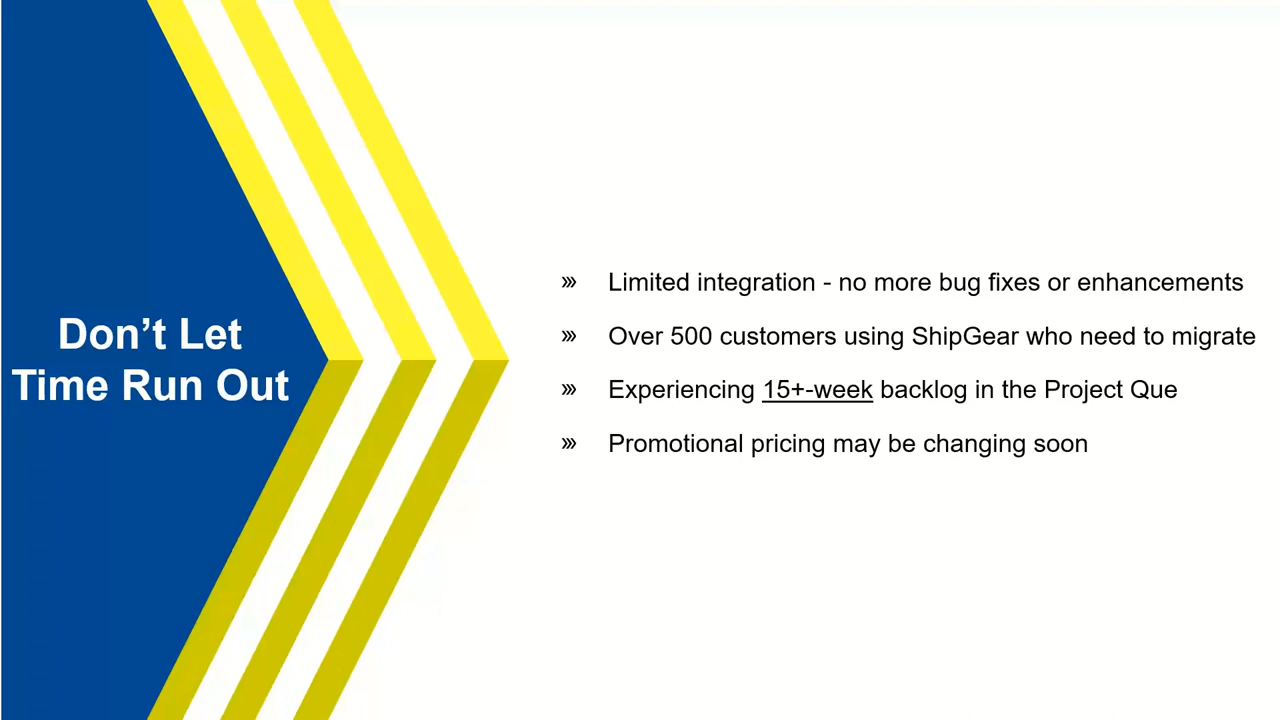 Don’t Let
Time Run Out
››› Limited integration - no more bug fixes or enhancements
››› Over 500 customers using ShipGear who need to migrate
››› Experiencing 15+-week backlog in the Project Que
››› Promotional pricing may be changing soon